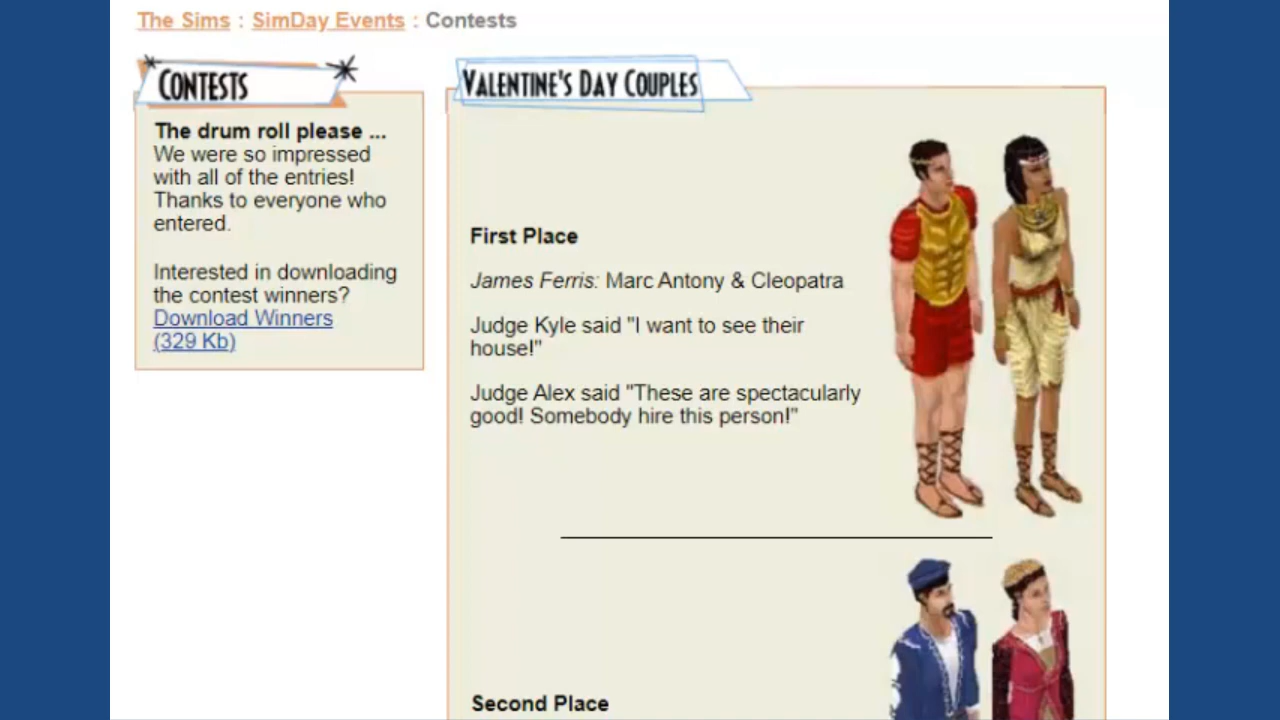 The Sims : SimDay Events : Contests
CONTESTS
The drum roll please ...
We were so impressed
with all of the entries!
Thanks to everyone who
entered.
Interested in downloading
the contest winners?
Download Winners
(329 Kb)
VALENTINE'S DAY COUPLES
First Place
James Ferris: Marc Antony & Cleopatra
Judge Kyle said "I want to see their
house!"
Judge Alex said "These are spectacularly
good! Somebody hire this person!"
Second Place